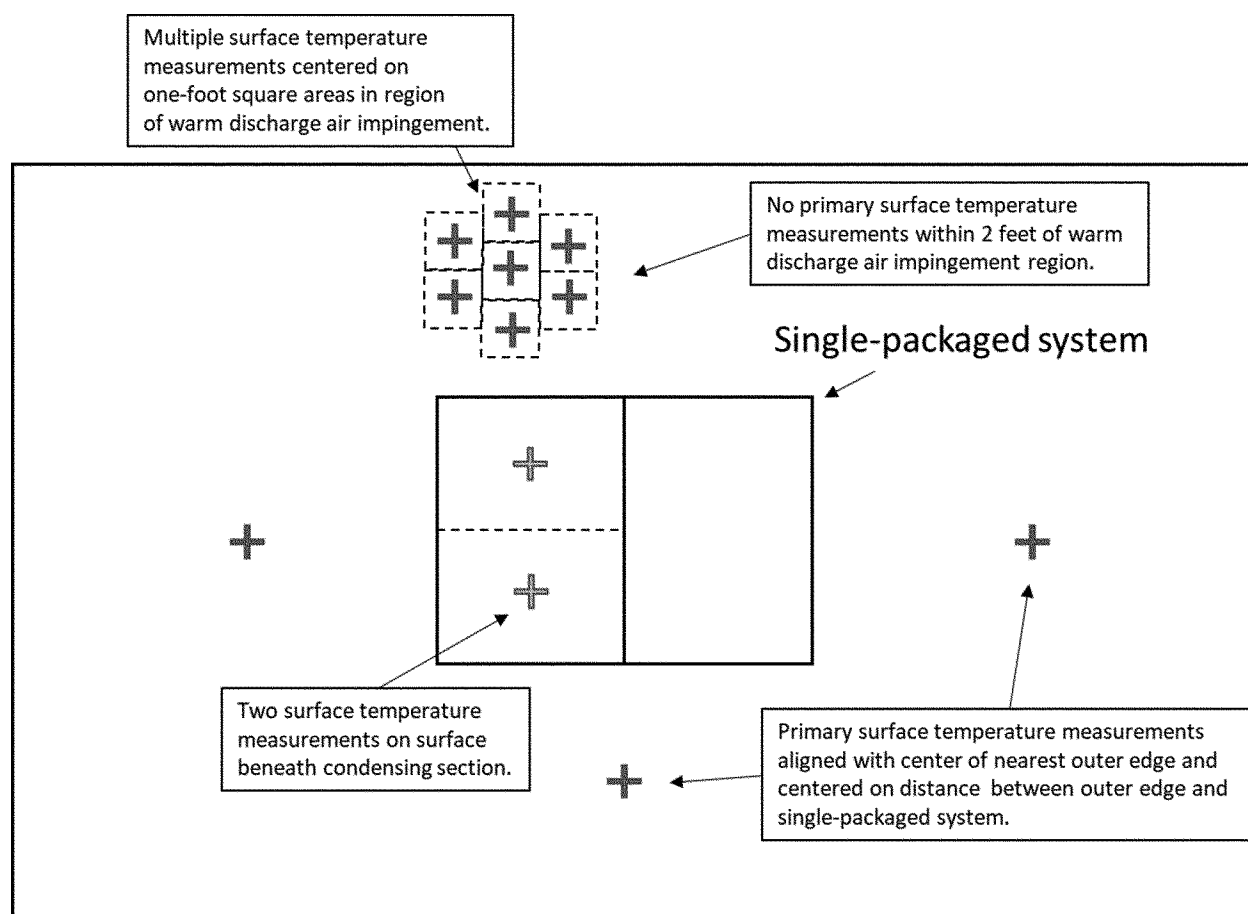 Multiple surface temperature
measurements centered on
one-foot square areas in region
of warm discharge air impingement.
No primary surface temperature
measurements within 2 feet of warm
discharge air impingement region.
Single-packaged system
Two surface temperature
measurements on surface
beneath condensing section.
Primary surface temperature measurements
aligned with center of nearest outer edge and
centered on distance between outer edge and
single-packaged system.